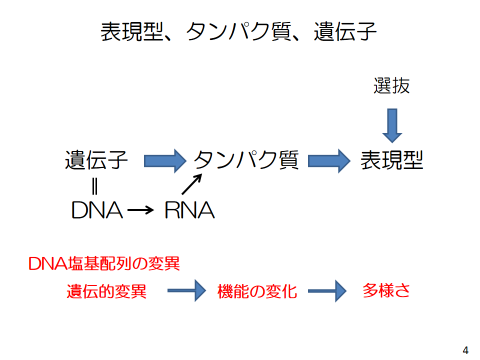 表現型、タンパク質、遺伝子
選抜
遺伝子 タンパク質 表現型
=
DNA RNA
DNA塩基配列の変異
遺伝的変異 機能の変化 多様さ
4